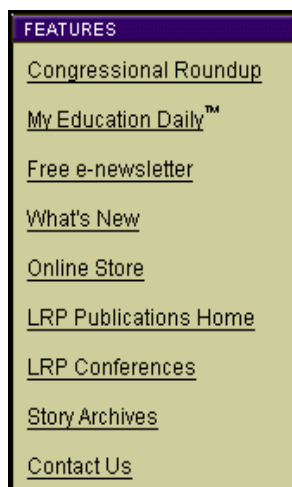 FEATURES
Congressional Roundup
My Education Daily™
Free e-newsletter
What's New
Online Store
LRP Publications Home
LRP Conferences
Story Archives
Contact Us